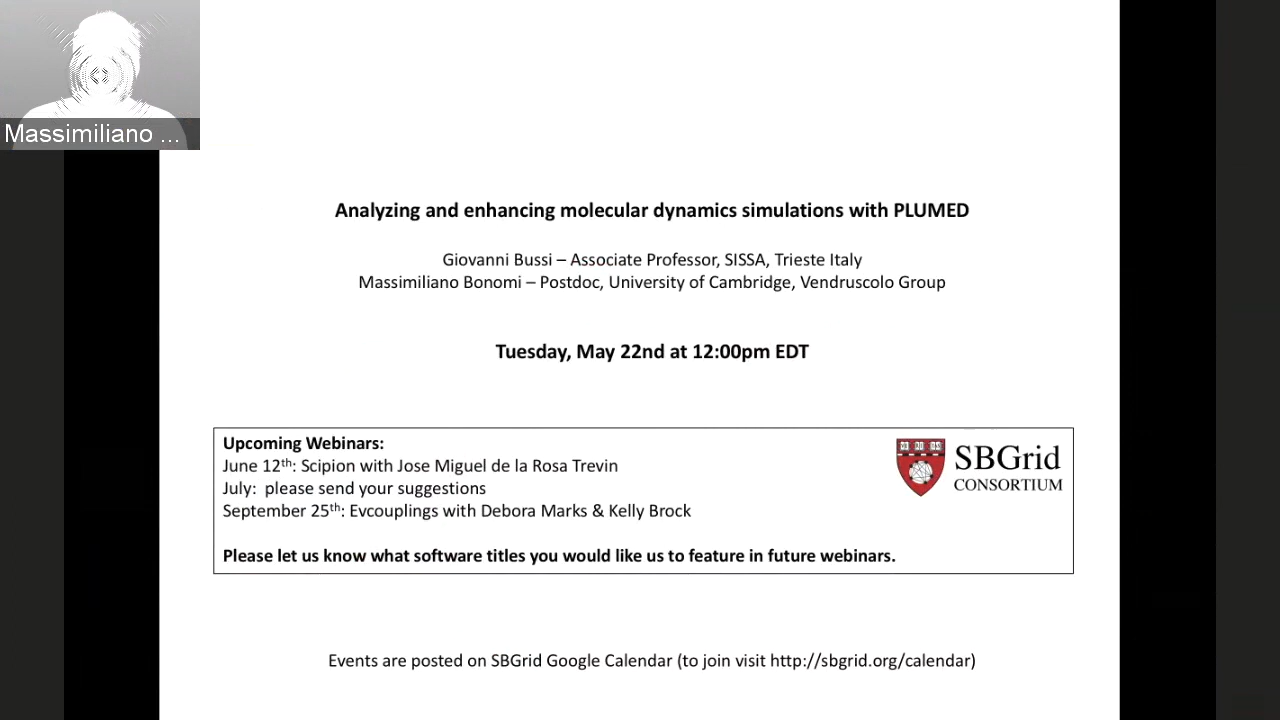 Massimiliano ...
Analyzing and enhancing molecular dynamics simulations with PLUMED
Giovanni Bussi – Associate Professor, SISSA, Trieste Italy
Massimiliano Bonomi – Postdoc, University of Cambridge, Vendruscolo Group
Tuesday, May 22nd at 12:00pm EDT
Upcoming Webinars:
June 12th: Scipion with Jose Miguel de la Rosa Trevin
July:  please send your suggestions
September 25th: Evcouplings with Debora Marks & Kelly Brock
Please let us know what software titles you would like us to feature in future webinars.
SBGrid
CONSORTIUM
Events are posted on SBGrid Google Calendar (to join visit http://sbgrid.org/calendar)